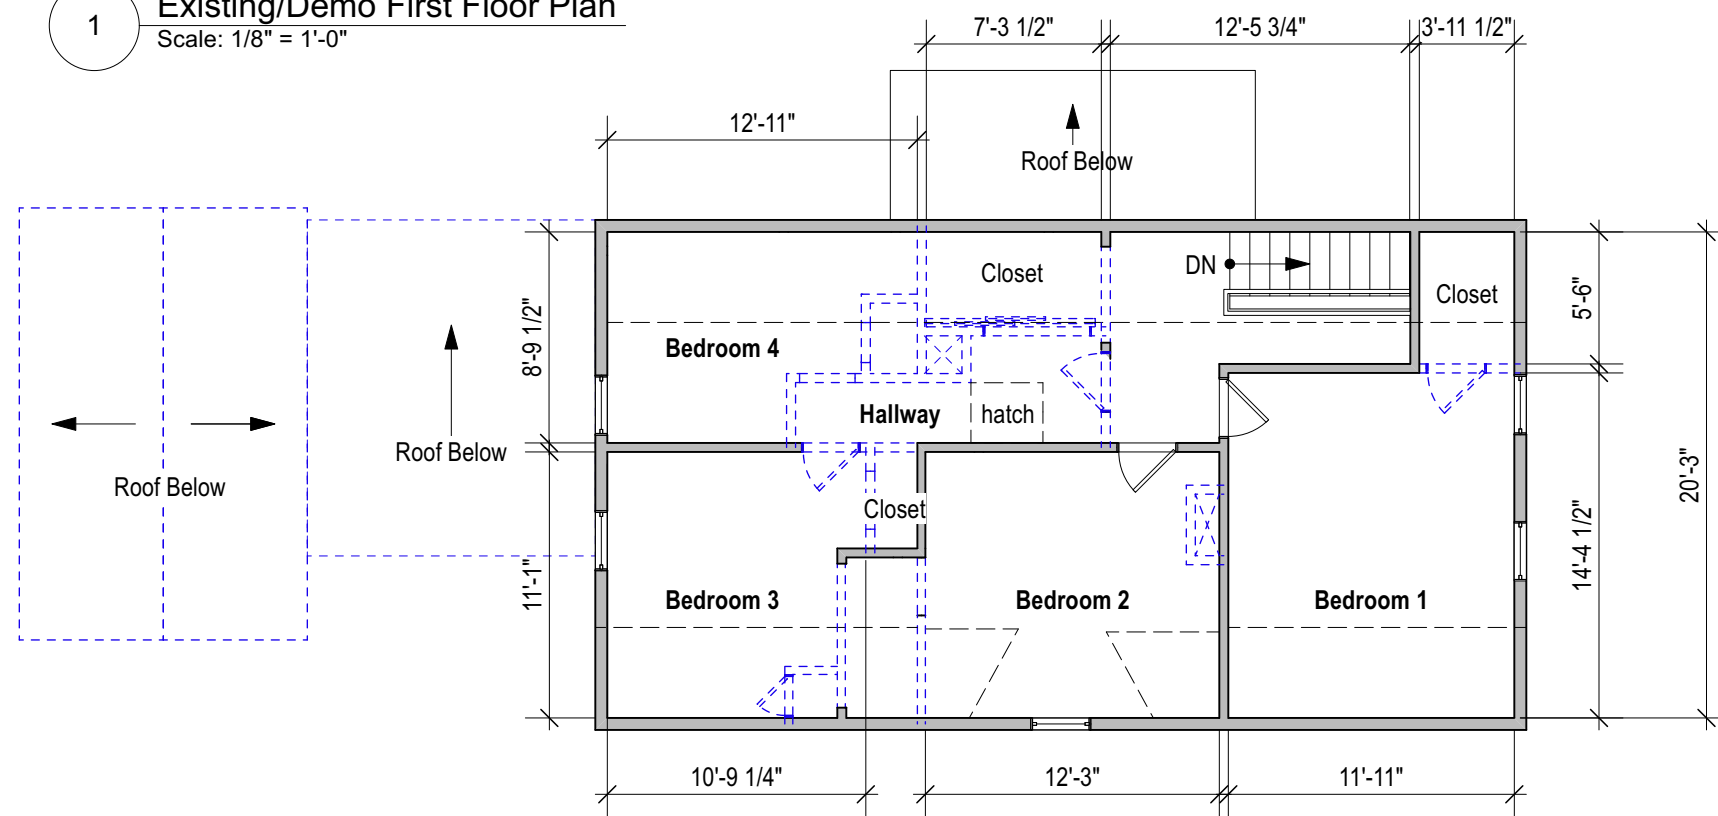 Existing/Demo First Floor Plan
1
Scale: 1/8" = 1'-0"
7'-3 1/2"
12'-5 3/4"
3'-11 1/2"
12'-11"
Roof Below
DN
Closet
Closet
5'-6"
8'-9 1/2"
Bedroom 4
Hallway
hatch
Roof Below
Roof Below
20'-3"
Closet
14'-4 1/2"
11'-1"
Bedroom 3
Bedroom 2
Bedroom 1
10'-9 1/4"
12'-3"
11'-11"